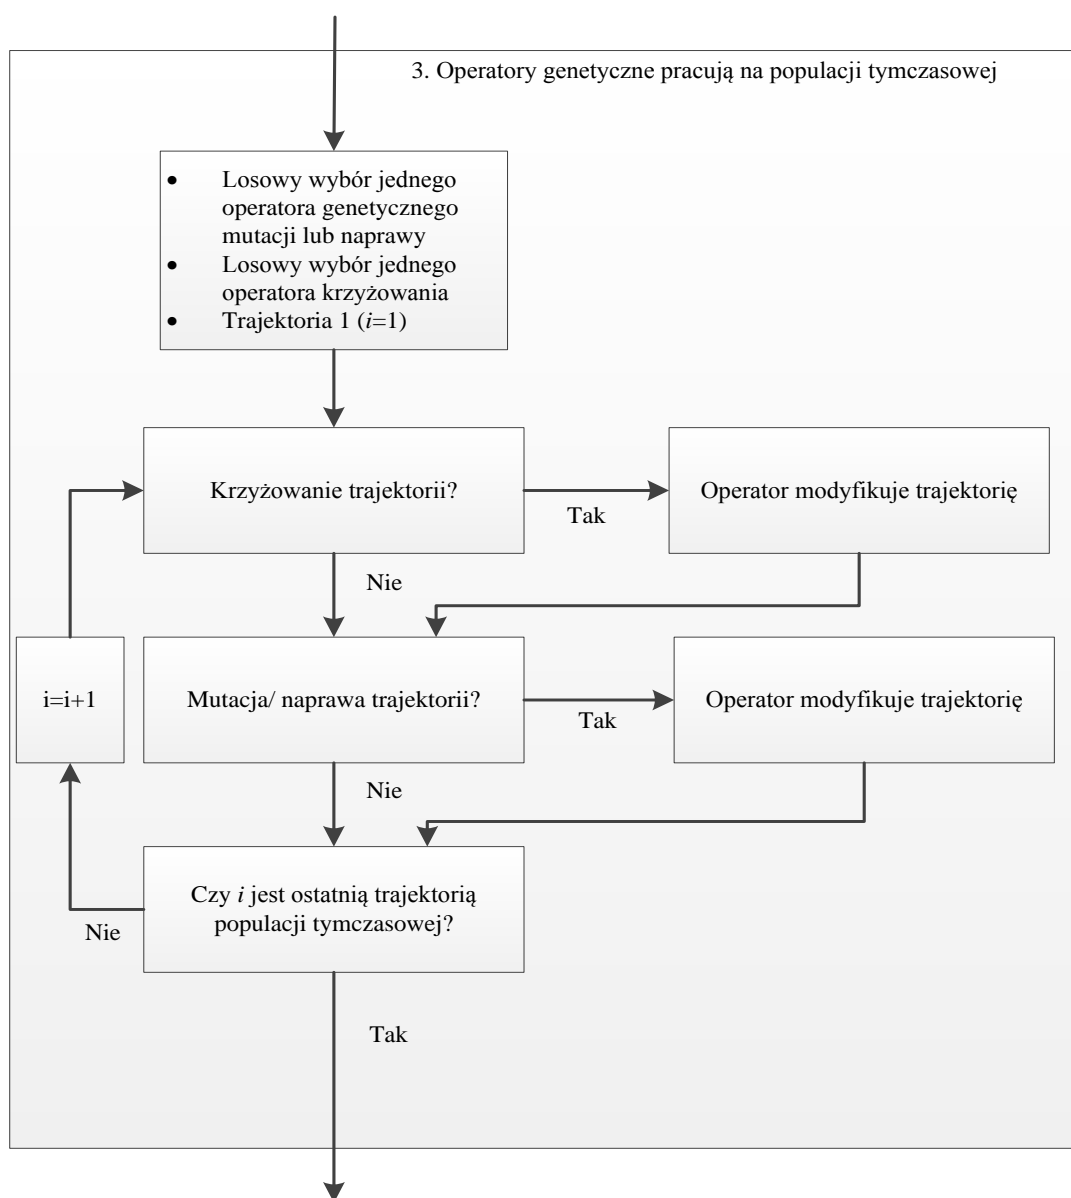 3. Operatory genetyczne pracują na populacji tymczasowej
• Losowy wybór jednego
operatora genetycznego
mutacji lub naprawy
• Losowy wybór jednego
operatora krzyżowania
• Trajektoria 1 (i=1)
Krzyżowanie trajektorii?
Tak
Operator modyfikuje trajektorię
Nie
i=i+1
Mutacja/ naprawa trajektorii?
Tak
Operator modyfikuje trajektorię
Nie
Czy i jest ostatnią trajektorią
populacji tymczasowej?
Nie
Tak